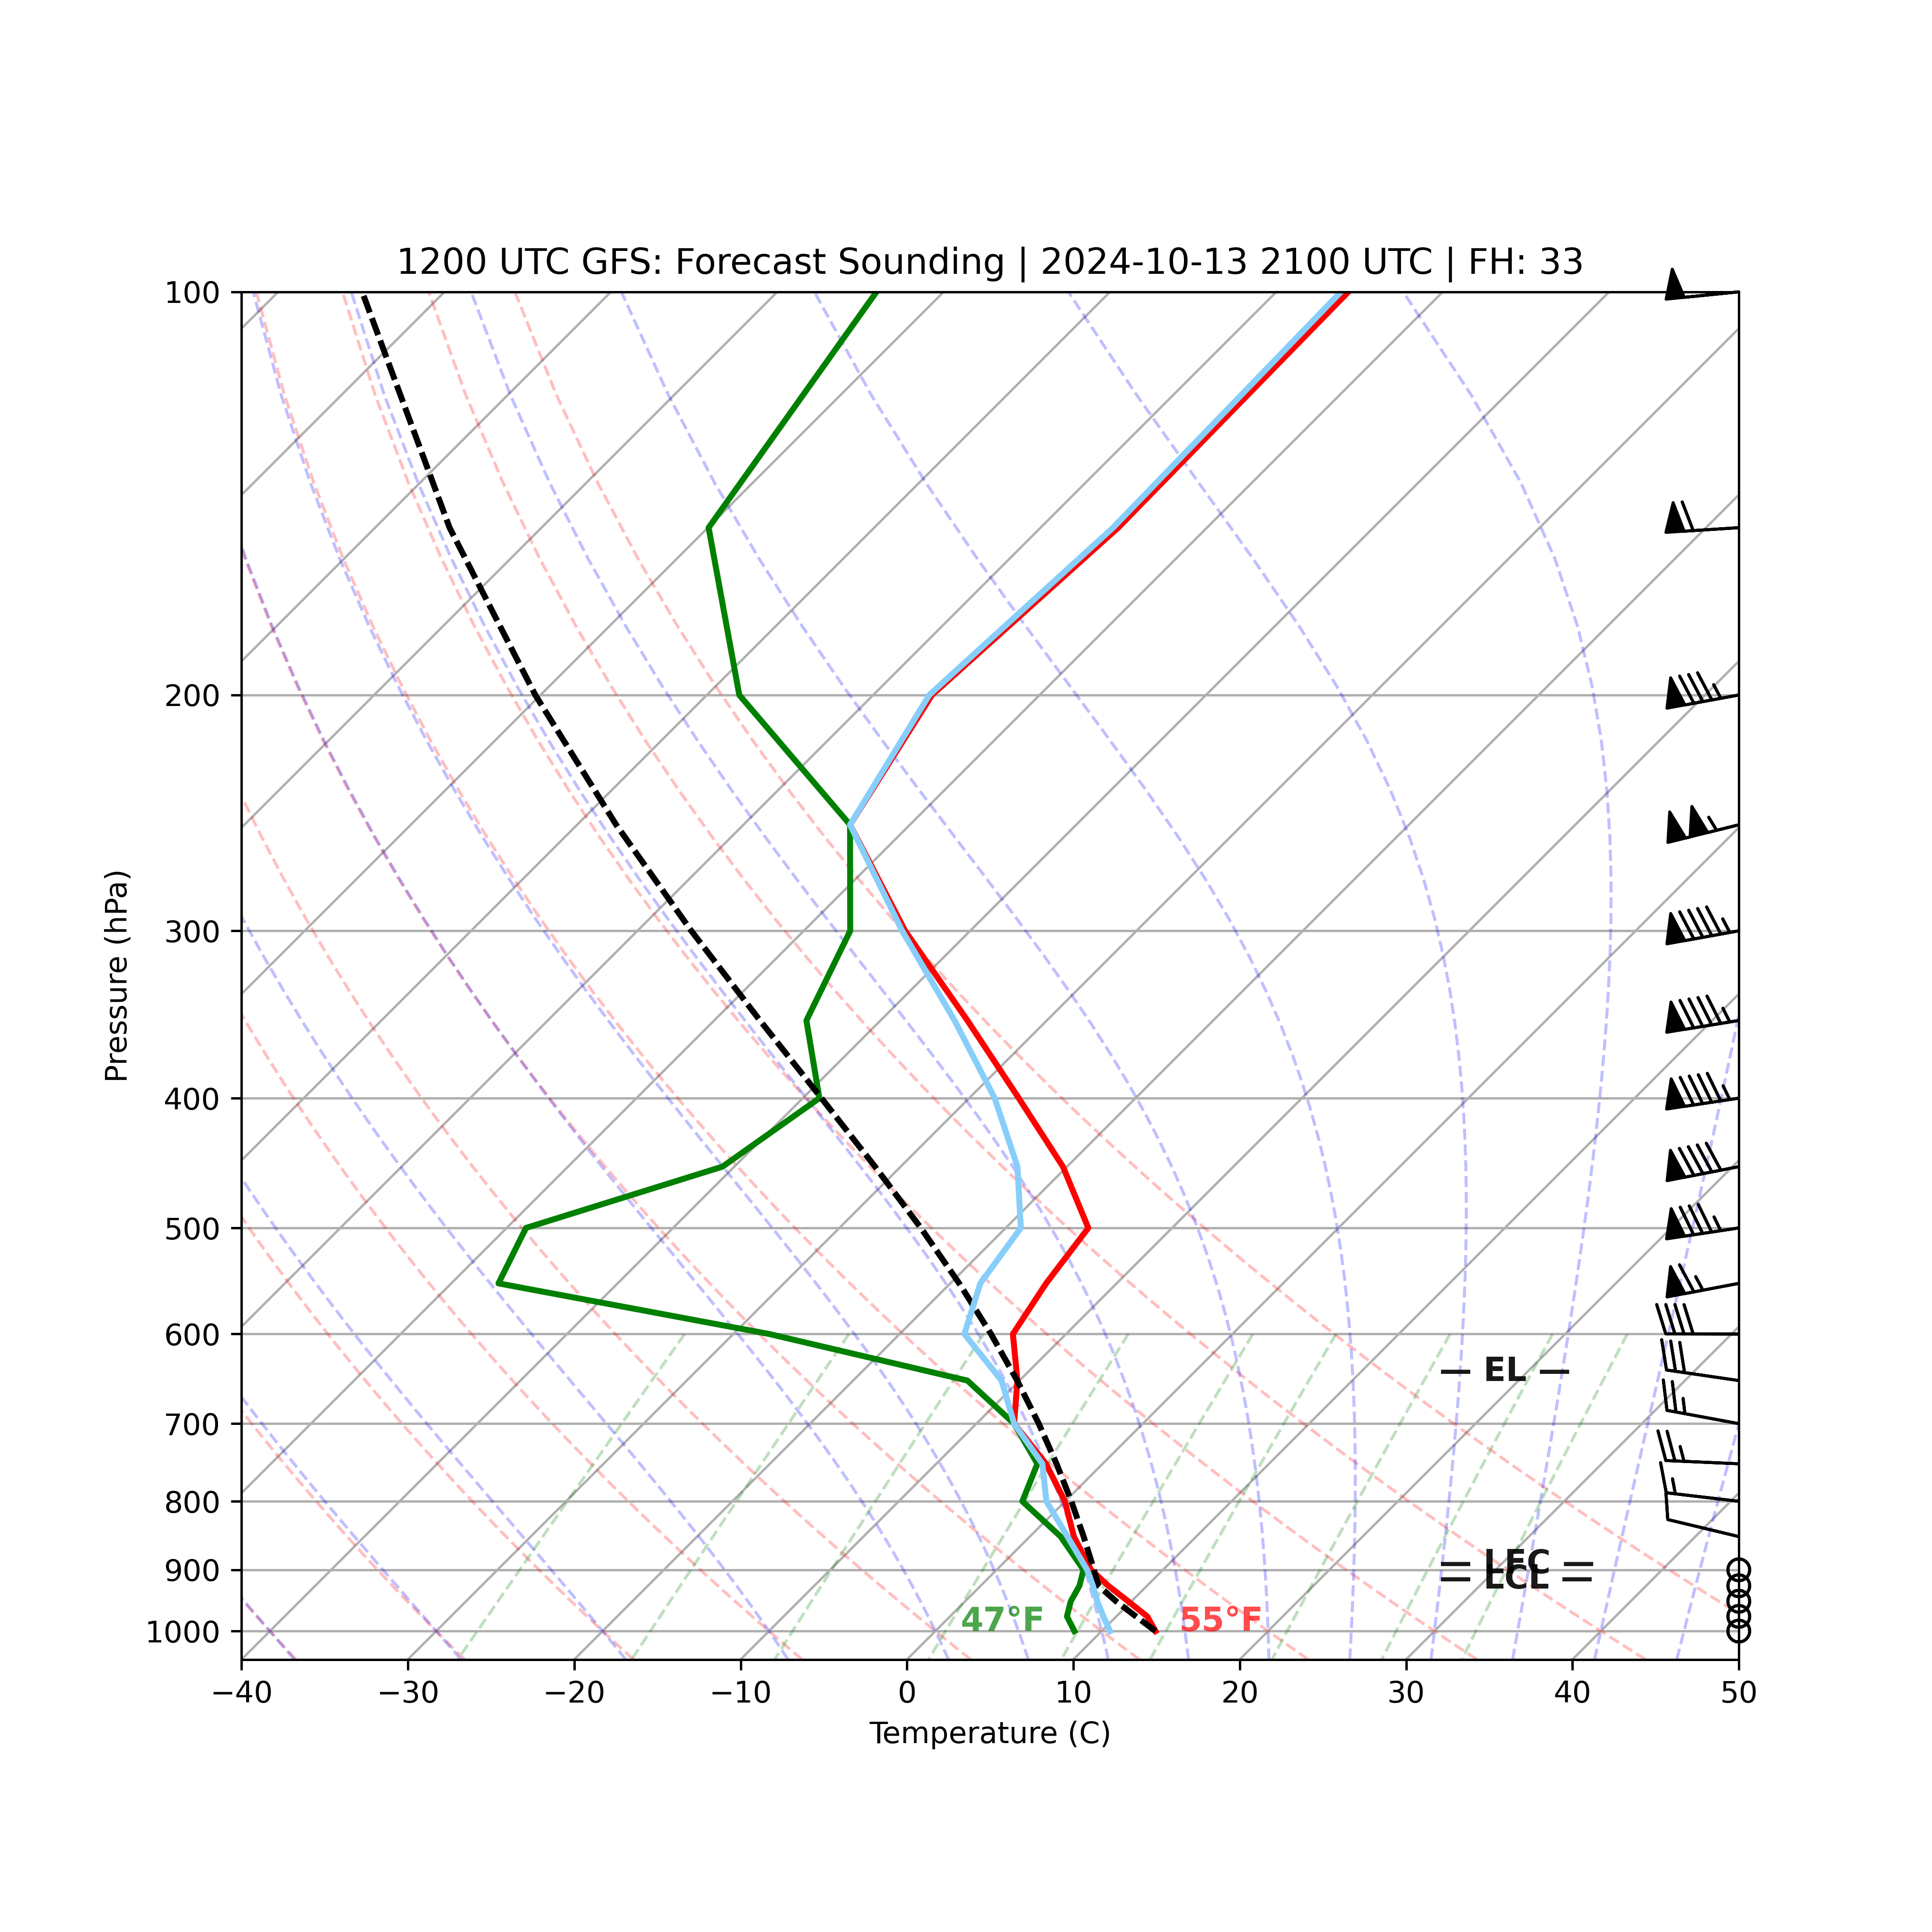 1200 UTC GFS: Forecast Sounding | 2024-10-13 2100 UTC | FH: 33
100
200
300
400
500
600
700
800
900
1000
Pressure (hPa)
— EL —
= LFC =
= LCL =
47°F
55°F
−40 −30 −20 −10 0 10 20 30 40 50
Temperature (C)